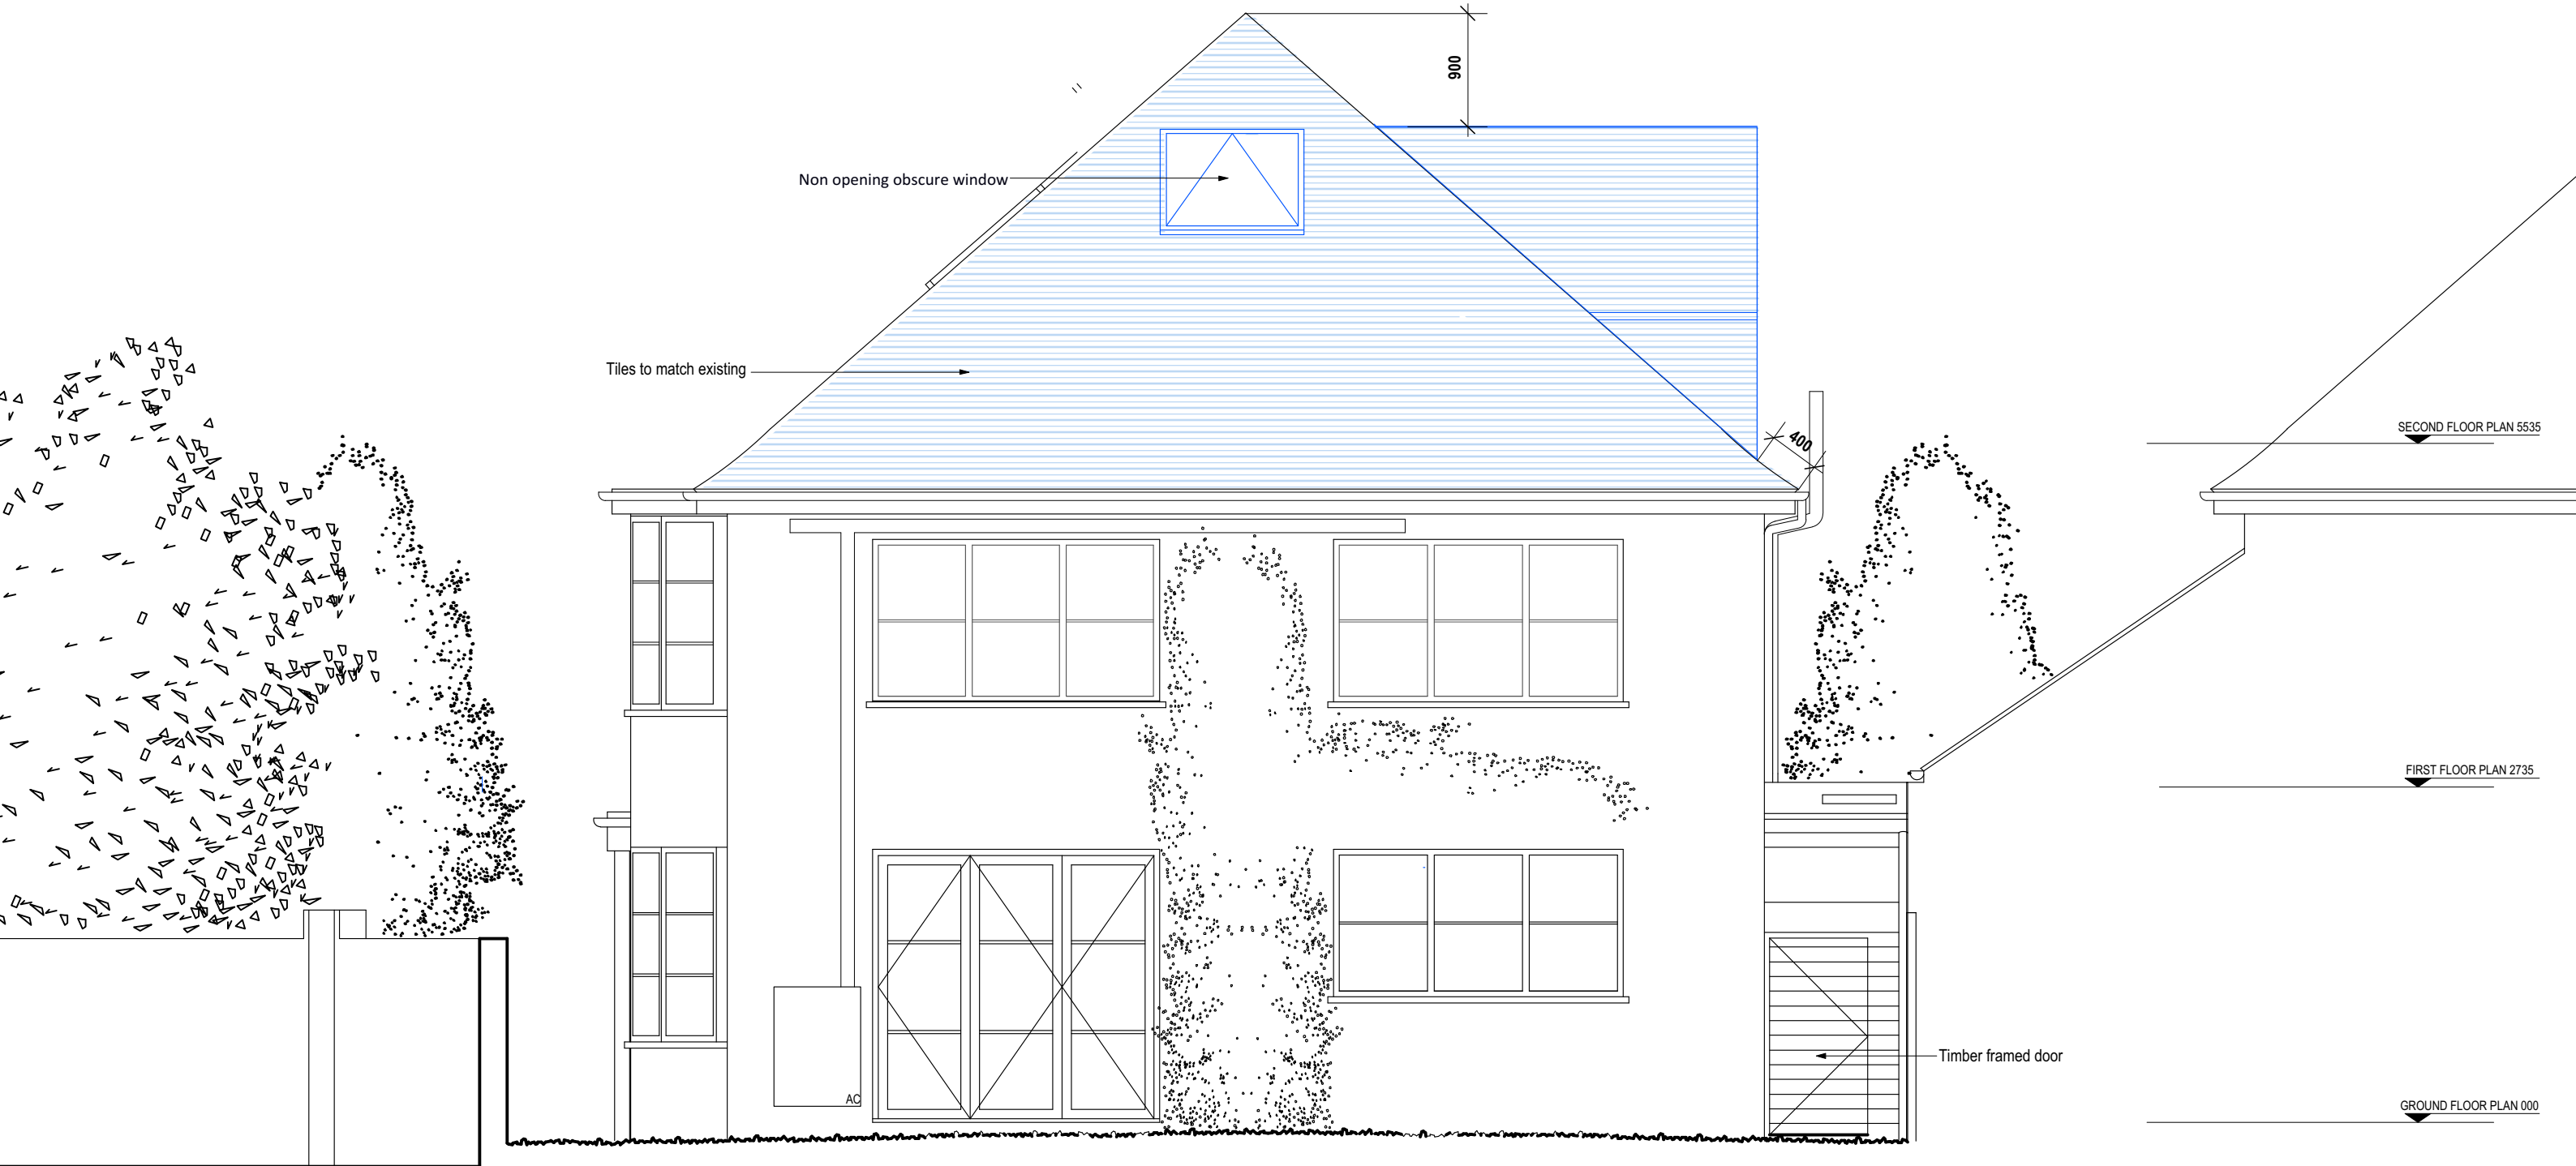 900
Non opening obscure window
Tiles to match existing
400
SECOND FLOOR PLAN 5535
FIRST FLOOR PLAN 2735
Timber framed door
AC
GROUND FLOOR PLAN 000